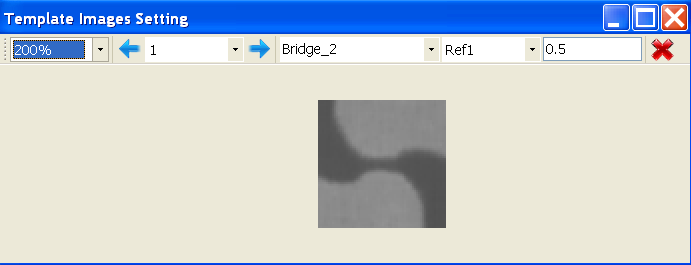 Template Images Setting
200% 1 Bridge_2 Ref1 0.5